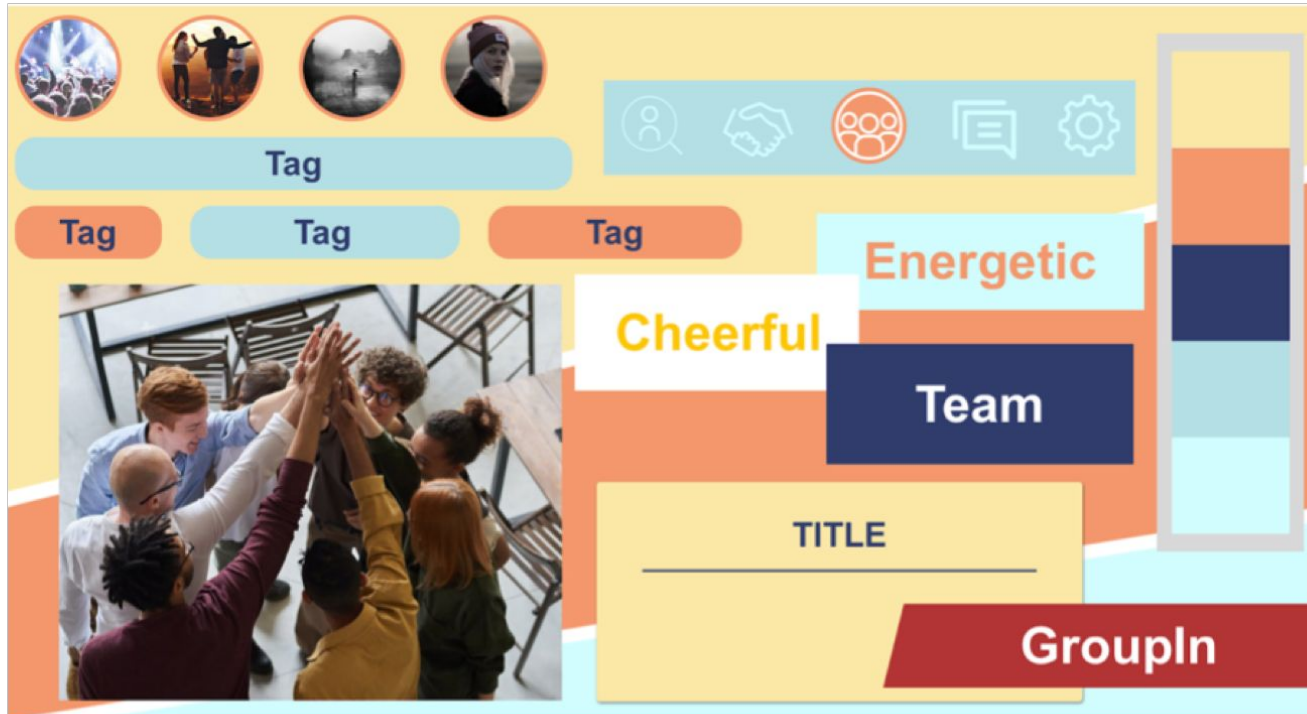 Tag
Tag
Tag
Tag
Energetic
Cheerful
Team
TITLE
GroupIn